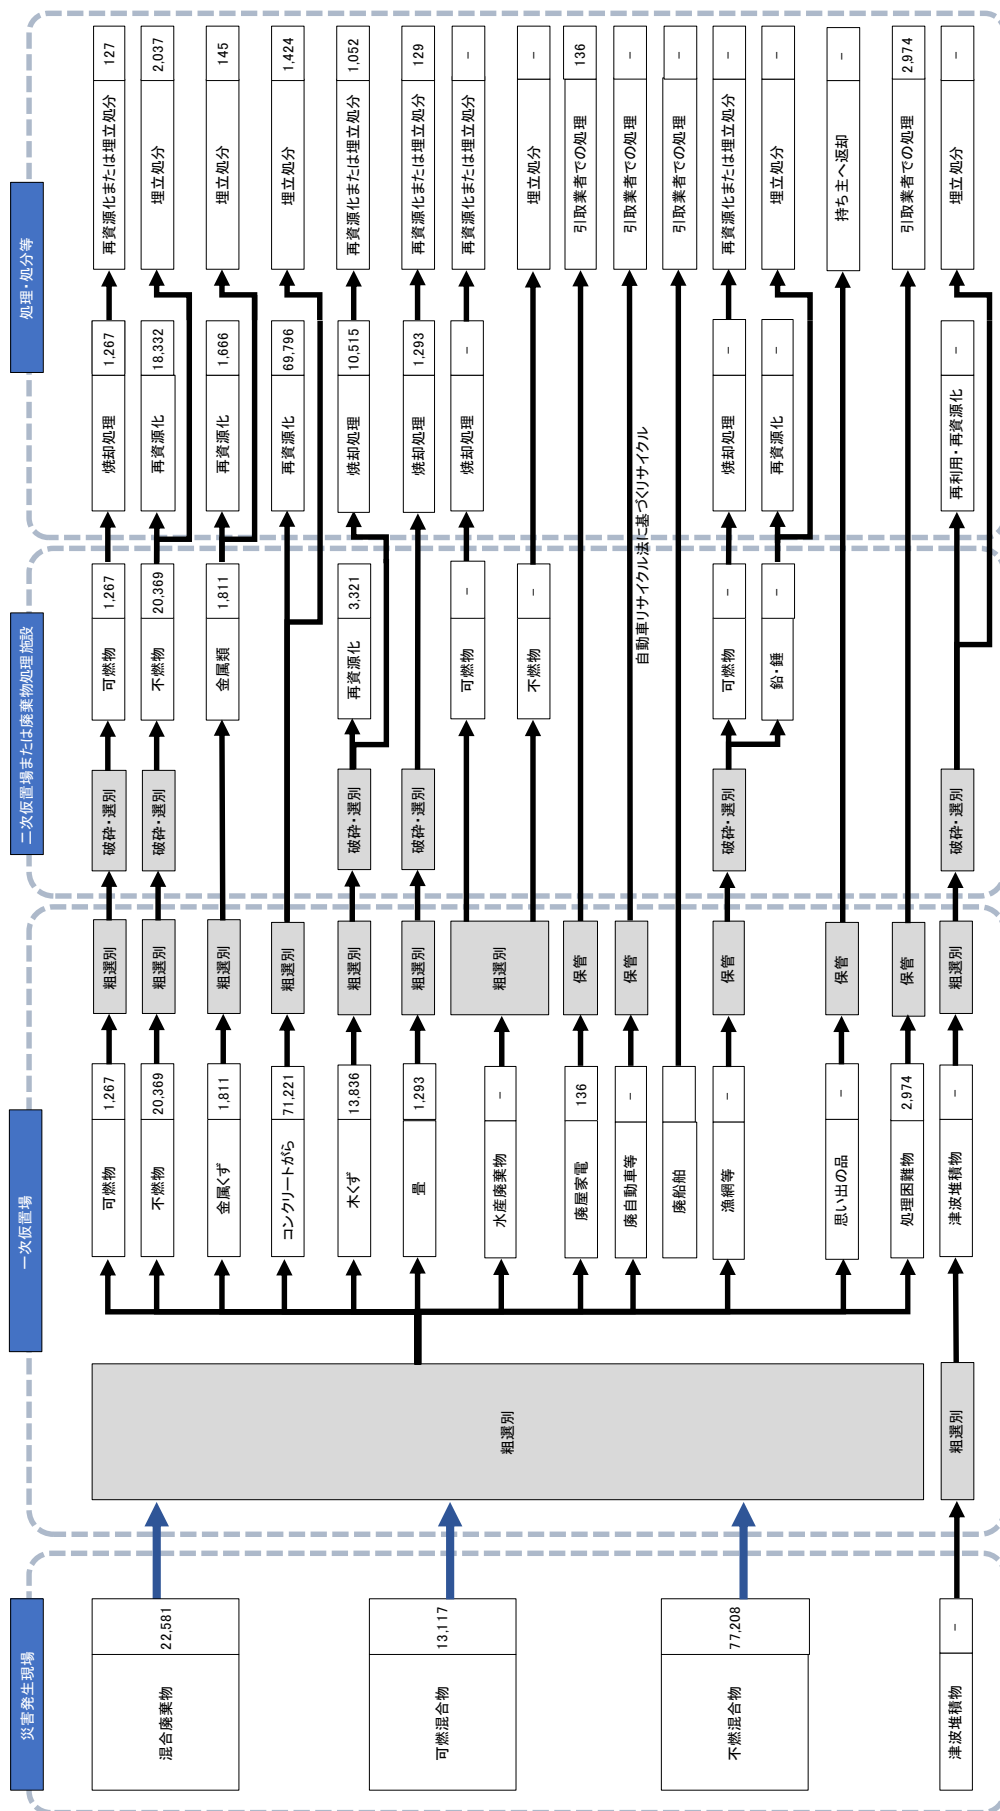 災害発生現場
一次仮置場
二次仮置場または廃棄物処理施設
処理・処分等
混合廃棄物 22,581
可燃混合物 13,117
不燃混合物 77,208
津波堆積物 -
粗選別
粗選別
可燃物 1,267
粗選別
破砕・選別
可燃物 1,267
焼却処理 1,267
再資源化または埋立処分 127
不燃物 20,369
粗選別
破砕・選別
不燃物 20,369
再資源化 18,332
埋立処分 2,037
金属くず 1,811
粗選別
金属類 1,811
再資源化 1,666
埋立処分 145
コンクリートがら 71,221
粗選別
再資源化 69,796
埋立処分 1,424
木くず 13,836
粗選別
破砕・選別
再資源化 3,321
焼却処理 10,515
再資源化または埋立処分 1,052
畳 1,293
粗選別
破砕・選別
焼却処理 1,293
再資源化または埋立処分 129
水産廃棄物 -
粗選別
可燃物 -
焼却処理 -
再資源化または埋立処分 -
不燃物 -
埋立処分 -
廃屋家電 136
保管
引取業者での処理 136
廃自動車等 -
保管
自動車リサイクル法に基づくリサイクル
引取業者での処理 -
廃船舶
引取業者での処理 -
漁網等 -
保管
破砕・選別
可燃物 -
焼却処理 -
再資源化または埋立処分 -
鉛・錘 -
再資源化 -
埋立処分 -
思い出の品 -
保管
持ち主へ返却 -
処理困難物 2,974
保管
引取業者での処理 2,974
津波堆積物 -
粗選別
破砕・選別
再利用・再資源化 -
埋立処分 -